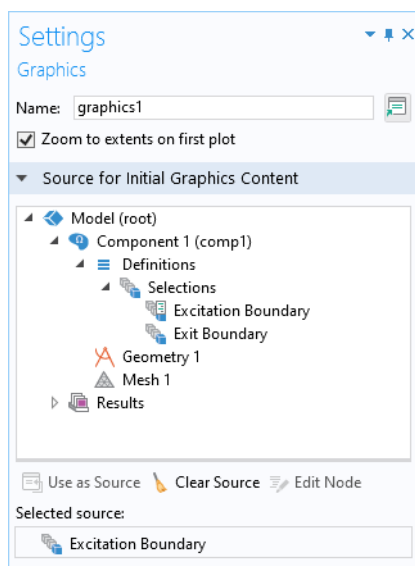 Settings
Graphics
Name: graphics1
Zoom to extents on first plot
Source for Initial Graphics Content
Model (root)
Component 1 (comp1)
Definitions
Selections
Excitation Boundary
Exit Boundary
Geometry 1
Mesh 1
Results
Use as Source Clear Source Edit Node
Selected source:
Excitation Boundary